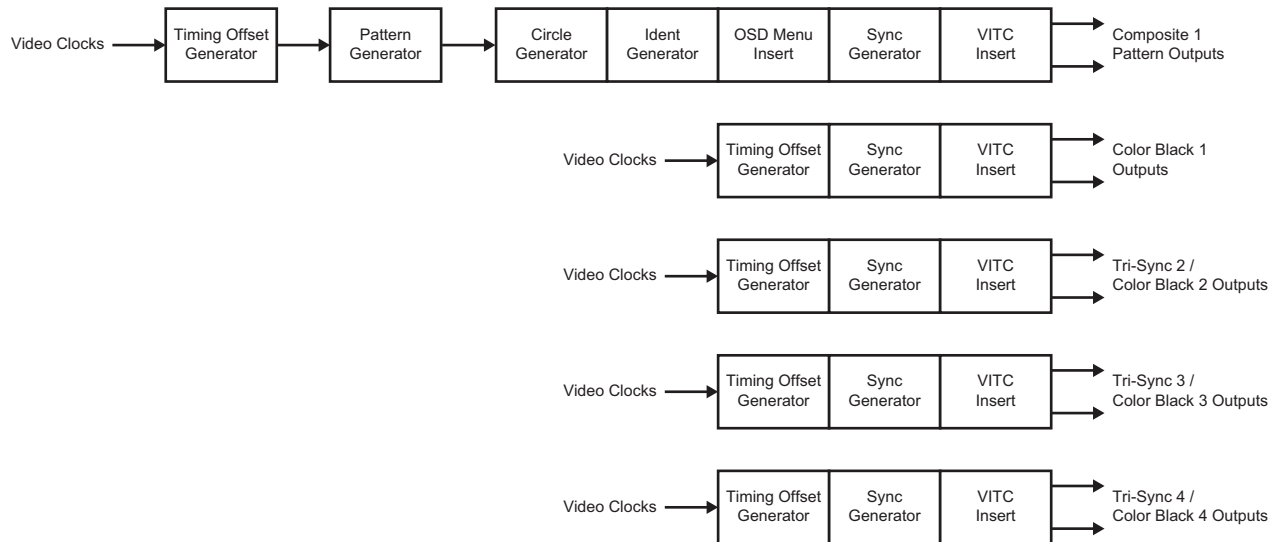 Video Clocks
Timing Offset
Generator
Pattern
Generator
Circle
Generator
Ident
Generator
OSD Menu
Insert
Sync
Generator
VITC
Insert
Composite 1
Pattern Outputs
Video Clocks
Timing Offset
Generator
Sync
Generator
VITC
Insert
Color Black 1
Outputs
Video Clocks
Timing Offset
Generator
Sync
Generator
VITC
Insert
Tri-Sync 2 /
Color Black 2 Outputs
Video Clocks
Timing Offset
Generator
Sync
Generator
VITC
Insert
Tri-Sync 3 /
Color Black 3 Outputs
Video Clocks
Timing Offset
Generator
Sync
Generator
VITC
Insert
Tri-Sync 4 /
Color Black 4 Outputs